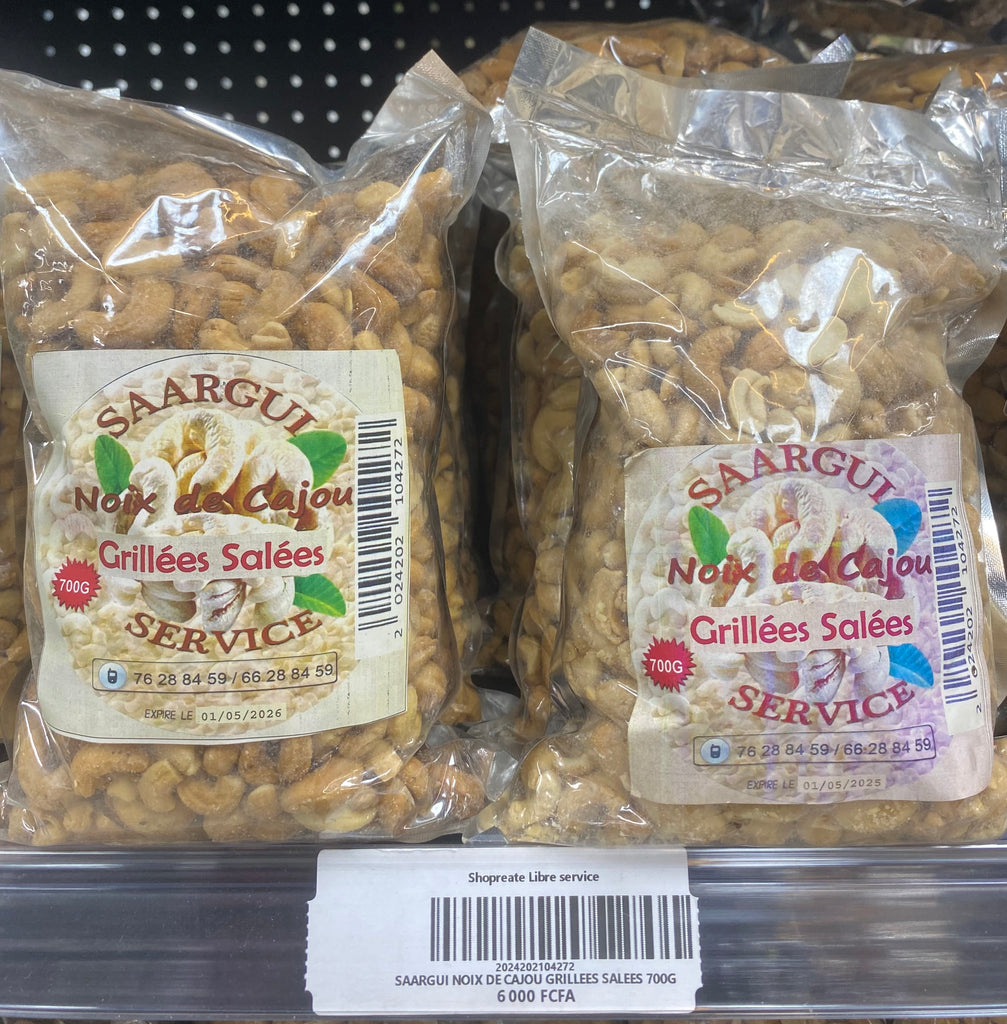 SAARGUI
Noix de Cajou
Grillées Salées
700G
SERVICE
76 28 84 59 / 66 28 84 59
EXPIRE LE 01/05/2026
2 024202 104272
SAARGUI
Noix de Cajou
Grillées Salées
700G
SERVICE
76 28 84 59 / 66 28 84 59
EXPIRE LE 01/05/2025
2 024202 104272
Shopreate Libre service
2024202104272
SAARGUI NOIX DE CAJOU GRILLEES SALEES 700G
6 000 FCFA